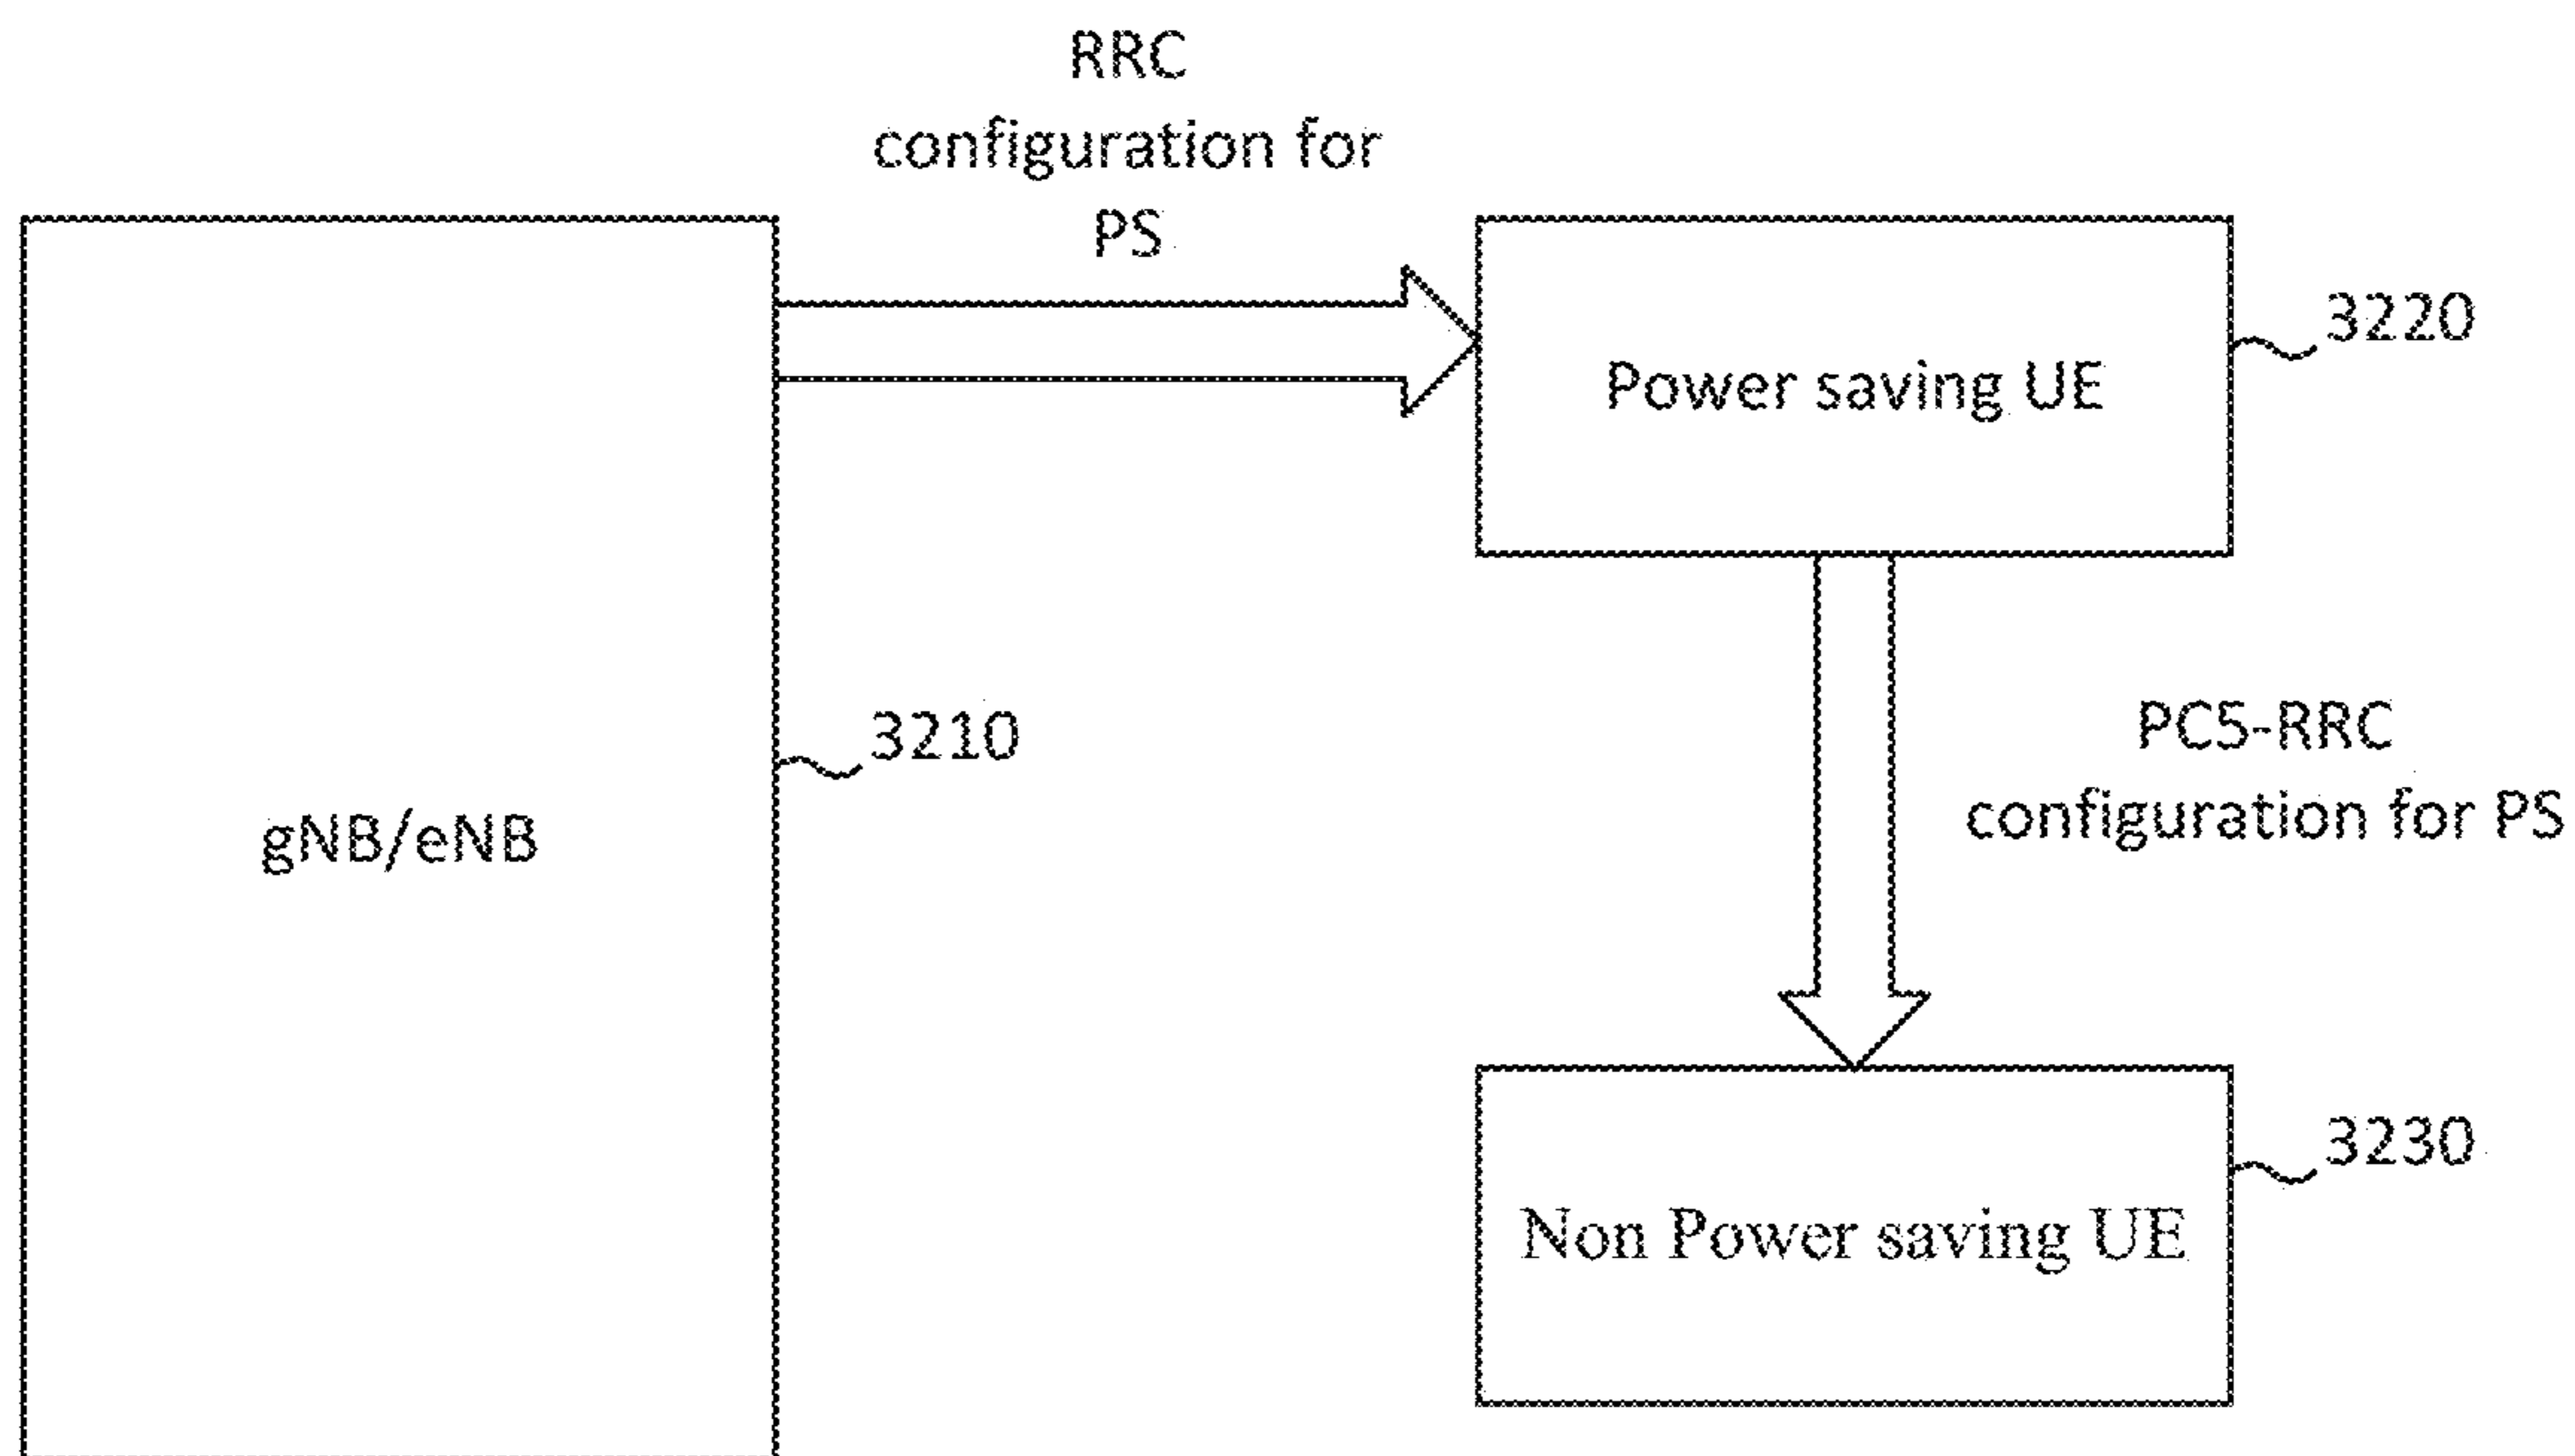 RRC
configuration for
PS
3220
Power saving UE
3210
gNB/eNB
PC5-RRC
configuration for PS
3230
Non Power saving UE